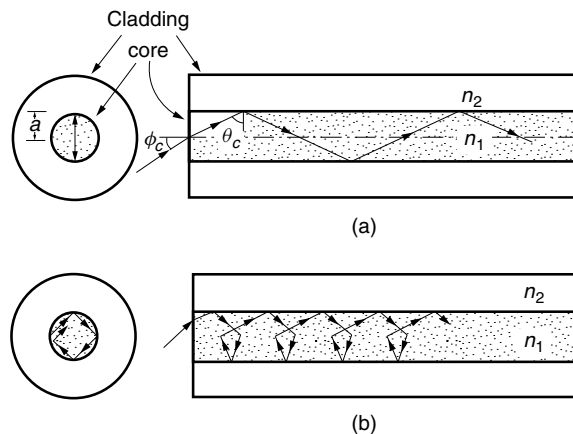 Cladding
core
a
n2
ϕc
θc
n1
(a)
n2
n1
(b)